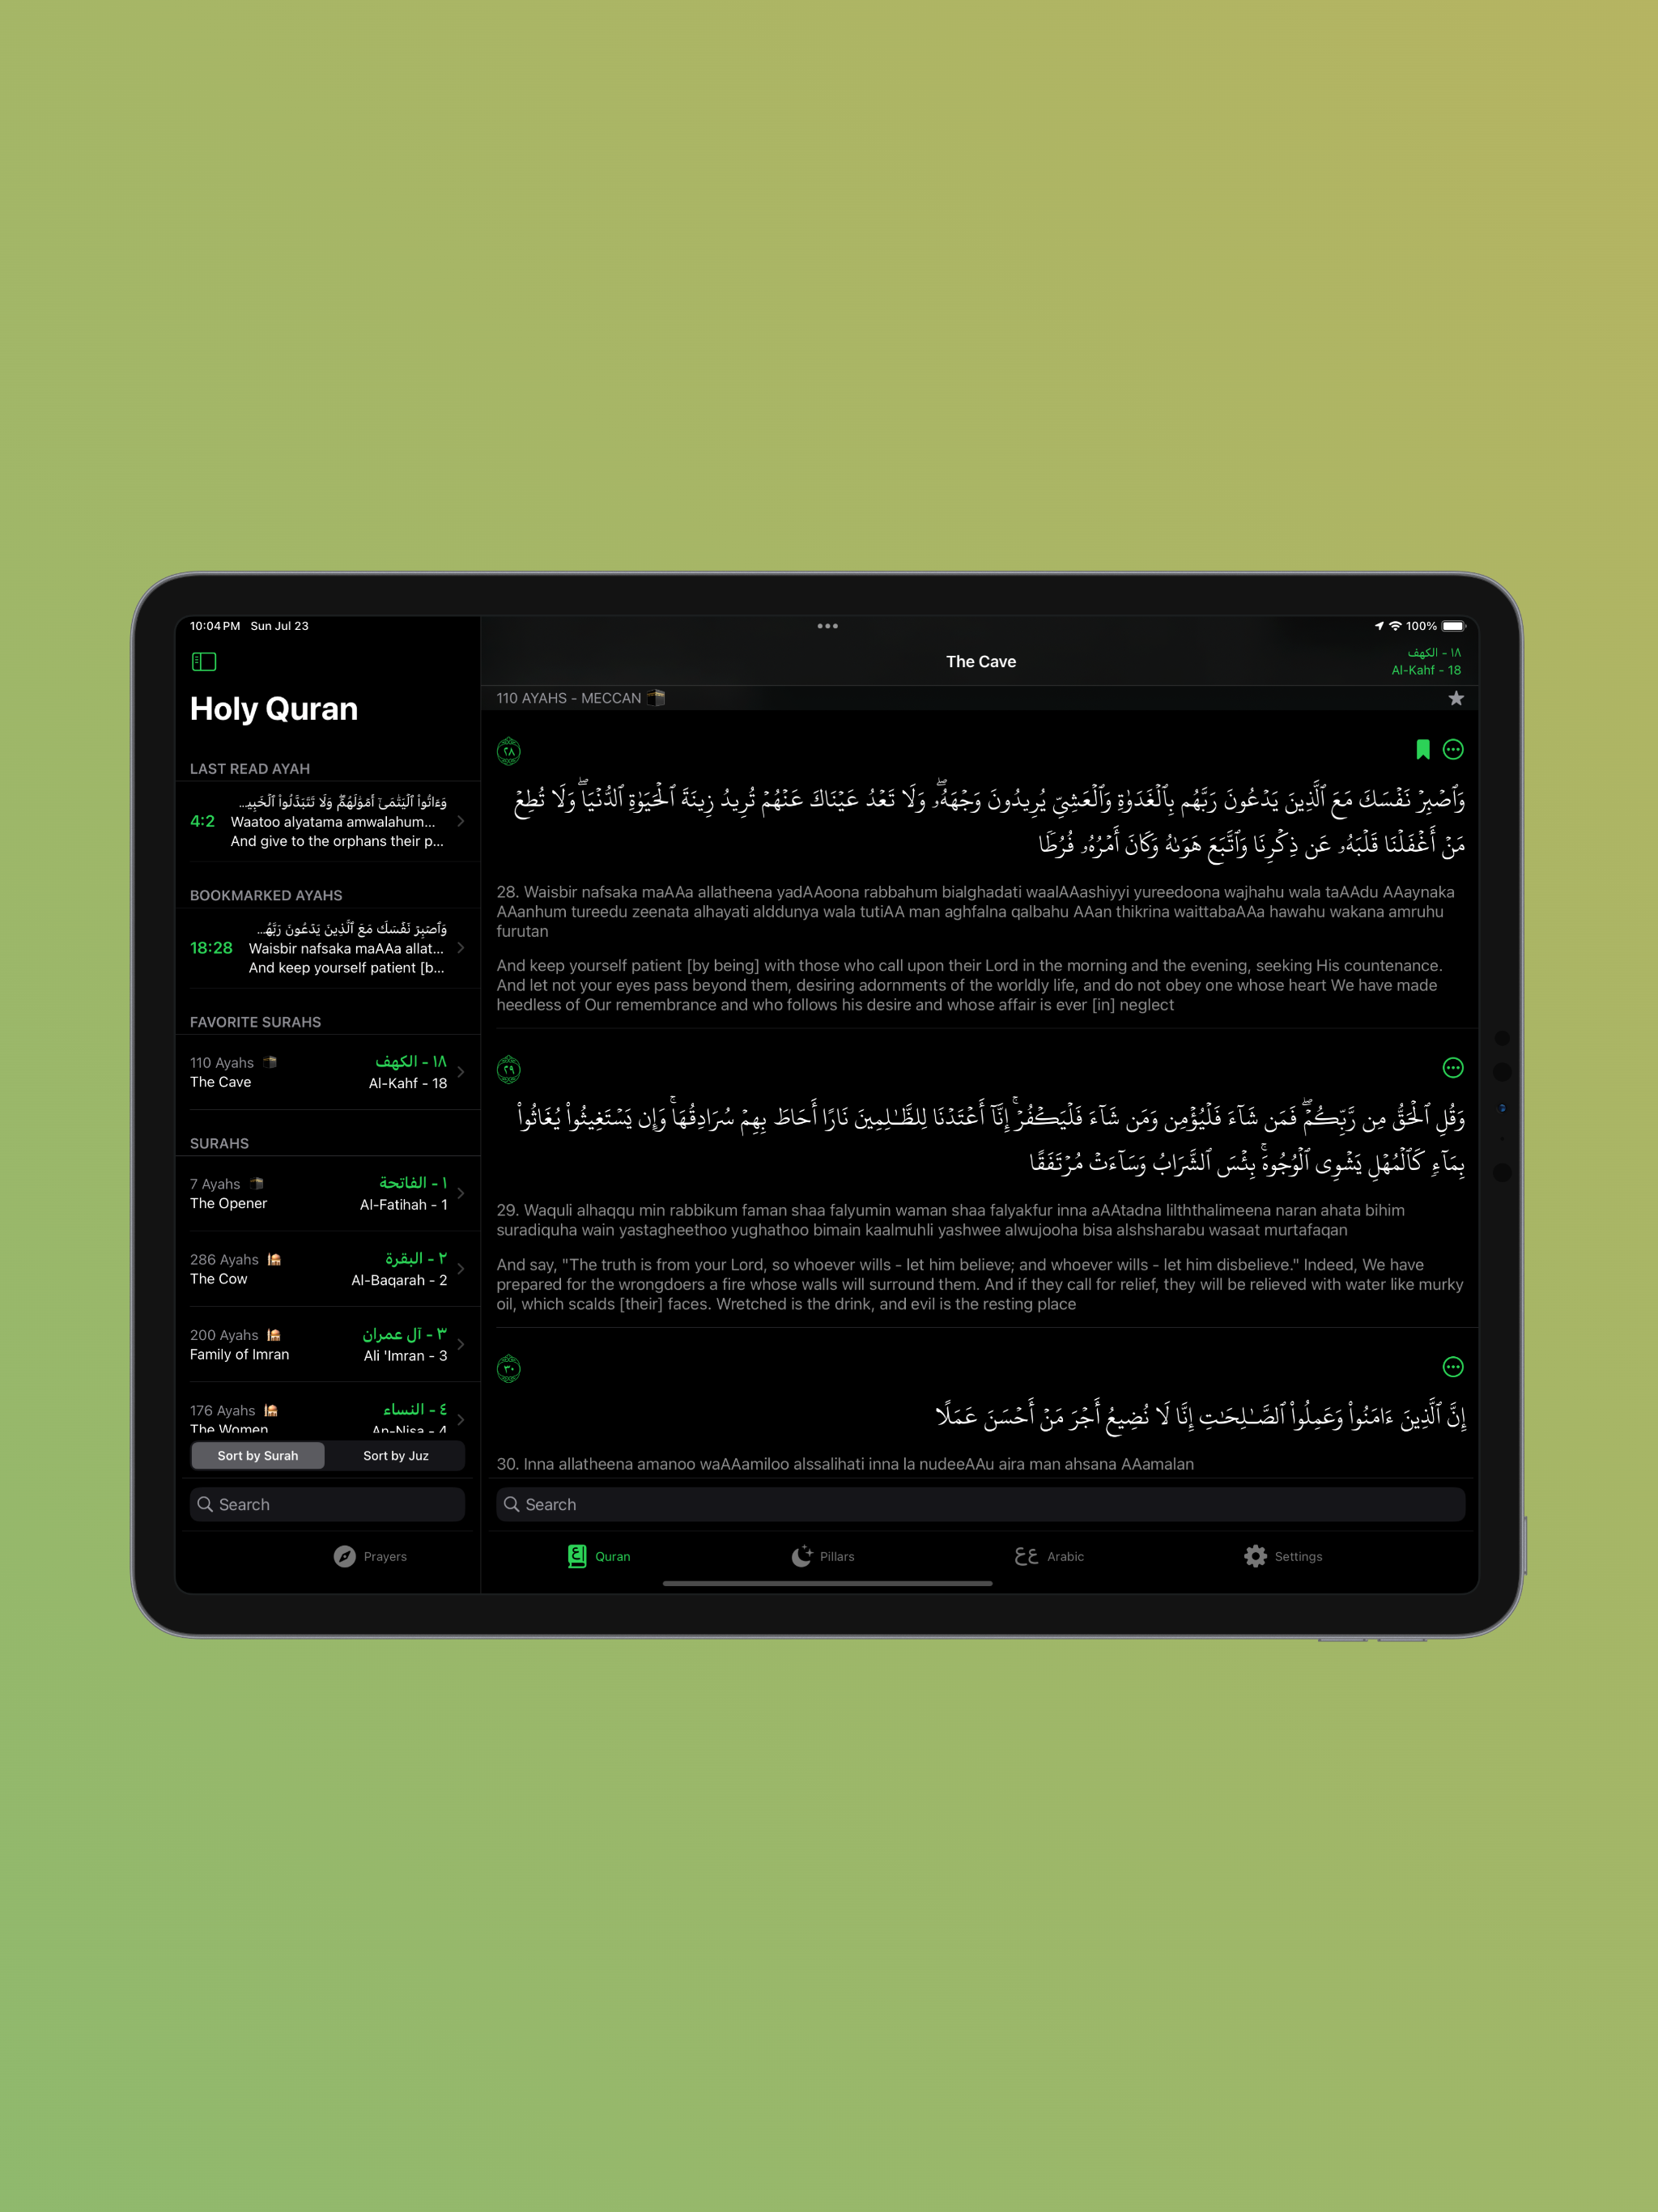 10:04 PM Sun Jul 23
100%
Holy Quran
LAST READ AYAH
4:2
وَءَاتُوا۟ ٱلْيَتَـٰمَىٰٓ أَمْوَٰلَهُمْ ۖ وَلَا تَتَبَدَّلُوا۟ ٱلْخَبِيـ...
Waatoo alyatama amwalahum...
And give to the orphans their p...
BOOKMARKED AYAHS
18:28
وَٱصْبِرْ نَفْسَكَ مَعَ ٱلَّذِينَ يَدْعُونَ رَبَّهُـ...
Waisbir nafsaka maAAa allat...
And keep yourself patient [b...
FAVORITE SURAHS
110 Ayahs
١٨ - الكهف
The Cave
Al-Kahf - 18
SURAHS
7 Ayahs
١ - الفاتحة
The Opener
Al-Fatihah - 1
286 Ayahs
٢ - البقرة
The Cow
Al-Baqarah - 2
200 Ayahs
٣ - آل عمران
Family of Imran
Ali 'Imran - 3
176 Ayahs
٤ - النساء
The Women
An-Nisa - 4
Sort by Surah
Sort by Juz
Search
The Cave
١٨ - الكهف
Al-Kahf - 18
110 AYAHS - MECCAN
٢٨
وَٱصْبِرْ نَفْسَكَ مَعَ ٱلَّذِينَ يَدْعُونَ رَبَّهُم بِٱلْغَدَوٰةِ وَٱلْعَشِىِّ يُرِيدُونَ وَجْهَهُۥ ۖ وَلَا تَعْدُ عَيْنَاكَ عَنْهُمْ تُرِيدُ زِينَةَ ٱلْحَيَوٰةِ ٱلدُّنْيَا ۖ وَلَا تُطِعْ
مَنْ أَغْفَلْنَا قَلْبَهُۥ عَن ذِكْرِنَا وَٱتَّبَعَ هَوَىٰهُ وَكَانَ أَمْرُهُۥ فُرُطًا
28. Waisbir nafsaka maAAa allatheena yadAAoona rabbahum bialghadati waalAAashiyyi yureedoona wajhahu wala taAAdu AAaynaka
AAanhum tureedu zeenata alhayati alddunya wala tutiAA man aghfalna qalbahu AAan thikrina waittabaAAa hawahu wakana amruhu
furutan
And keep yourself patient [by being] with those who call upon their Lord in the morning and the evening, seeking His countenance.
And let not your eyes pass beyond them, desiring adornments of the worldly life, and do not obey one whose heart We have made
heedless of Our remembrance and who follows his desire and whose affair is ever [in] neglect
٢٩
وَقُلِ ٱلْحَقُّ مِن رَّبِّكُمْ ۖ فَمَن شَآءَ فَلْيُؤْمِن وَمَن شَآءَ فَلْيَكْفُرْ ۚ إِنَّآ أَعْتَدْنَا لِلظَّـٰلِمِينَ نَارًا أَحَاطَ بِهِمْ سُرَادِقُهَا ۚ وَإِن يَسْتَغِيثُوا۟ يُغَاثُوا۟
بِمَآءٍ كَٱلْمُهْلِ يَشْوِى ٱلْوُجُوهَ ۚ بِئْسَ ٱلشَّرَابُ وَسَآءَتْ مُرْتَفَقًا
29. Waquli alhaqqu min rabbikum faman shaa falyumin waman shaa falyakfur inna aAAtadna lilththalimeena naran ahata bihim
suradiquha wain yastagheethoo yughathoo bimain kaalmuhli yashwee alwujooha bisa alshsharabu wasaat murtafaqan
And say, "The truth is from your Lord, so whoever wills - let him believe; and whoever wills - let him disbelieve." Indeed, We have
prepared for the wrongdoers a fire whose walls will surround them. And if they call for relief, they will be relieved with water like murky
oil, which scalds [their] faces. Wretched is the drink, and evil is the resting place
٣٠
إِنَّ ٱلَّذِينَ ءَامَنُوا۟ وَعَمِلُوا۟ ٱلصَّـٰلِحَـٰتِ إِنَّا لَا نُضِيعُ أَجْرَ مَنْ أَحْسَنَ عَمَلًا
30. Inna allatheena amanoo waAAamiloo alssalihati inna la nudeeAAu ajra man ahsana AAamalan
Search
Prayers
Quran
Pillars
Arabic
Settings